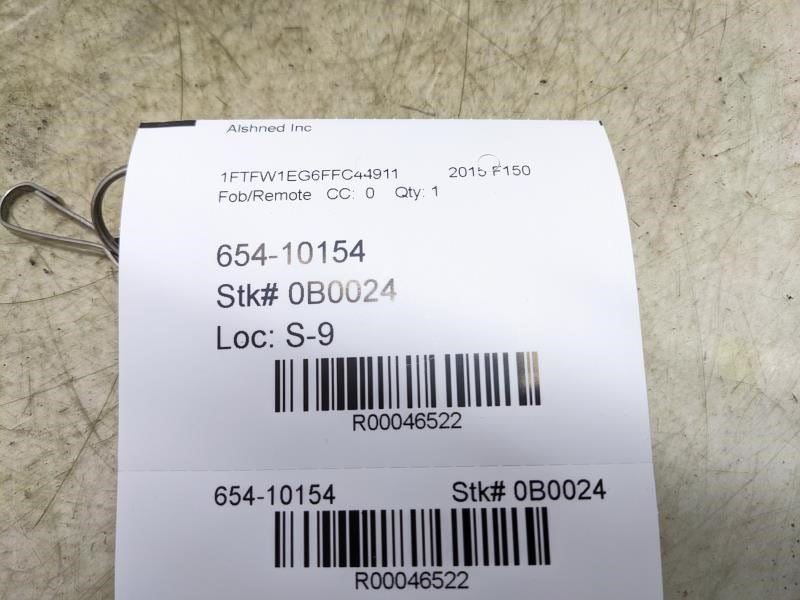 Alshned Inc
1FTFW1EG6FFC44911 2015 F150
Fob/Remote CC: 0 Qty: 1
654-10154
Stk# 0B0024
Loc: S-9
R00046522
654-10154 Stk# 0B0024
R00046522